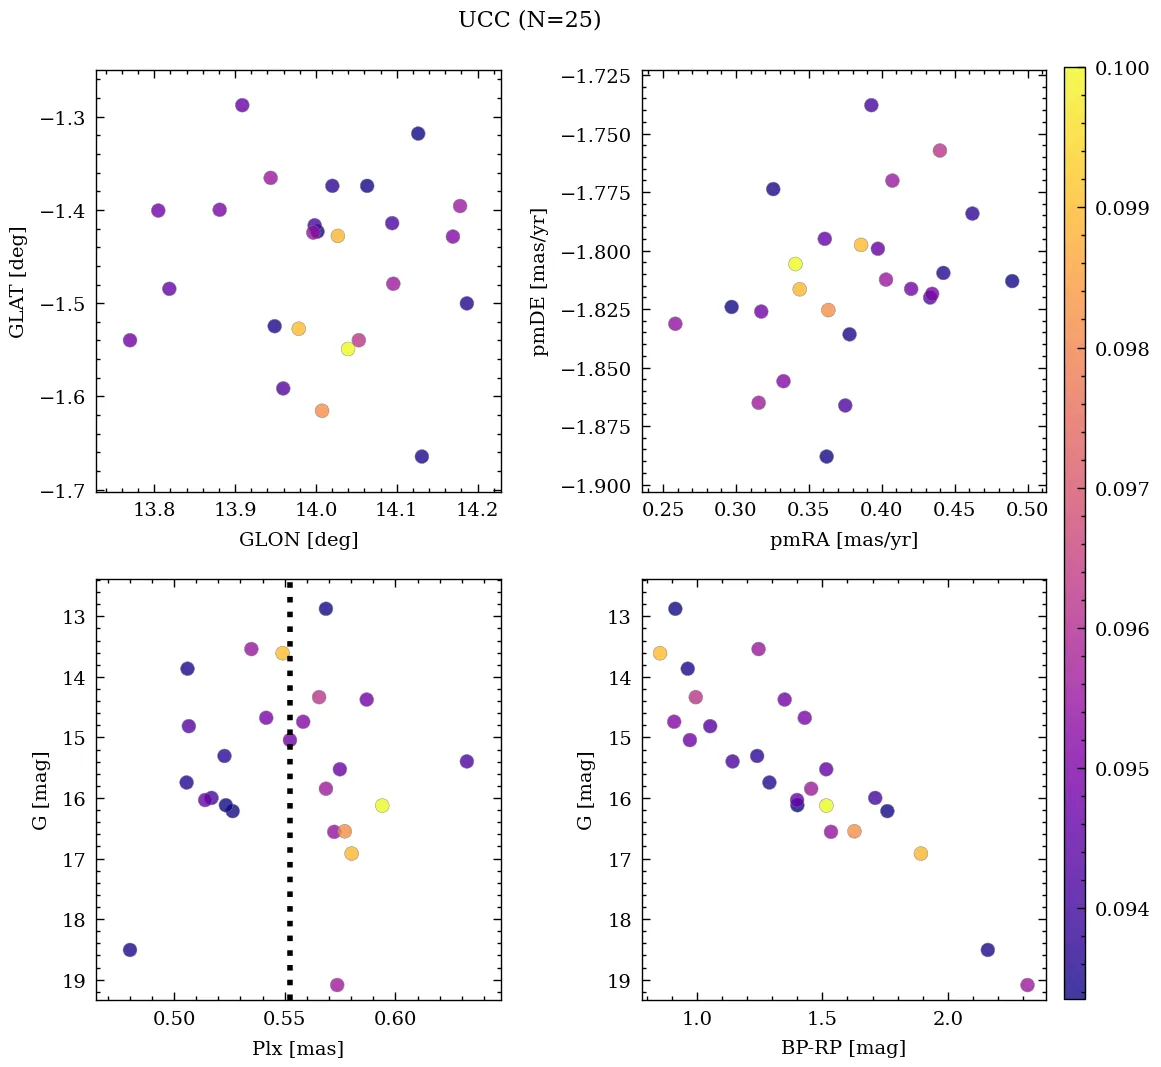 UCC (N=25)
−1.3
−1.4
−1.5
−1.6
−1.7
GLAT [deg]
13.8 13.9 14.0 14.1 14.2
GLON [deg]
−1.725
−1.750
−1.775
−1.800
−1.825
−1.850
−1.875
−1.900
pmDE [mas/yr]
0.25 0.30 0.35 0.40 0.45 0.50
pmRA [mas/yr]
13
14
15
16
17
18
19
G [mag]
0.50 0.55 0.60
Plx [mas]
13
14
15
16
17
18
19
G [mag]
1.0 1.5 2.0
BP-RP [mag]
0.100
0.099
0.098
0.097
0.096
0.095
0.094